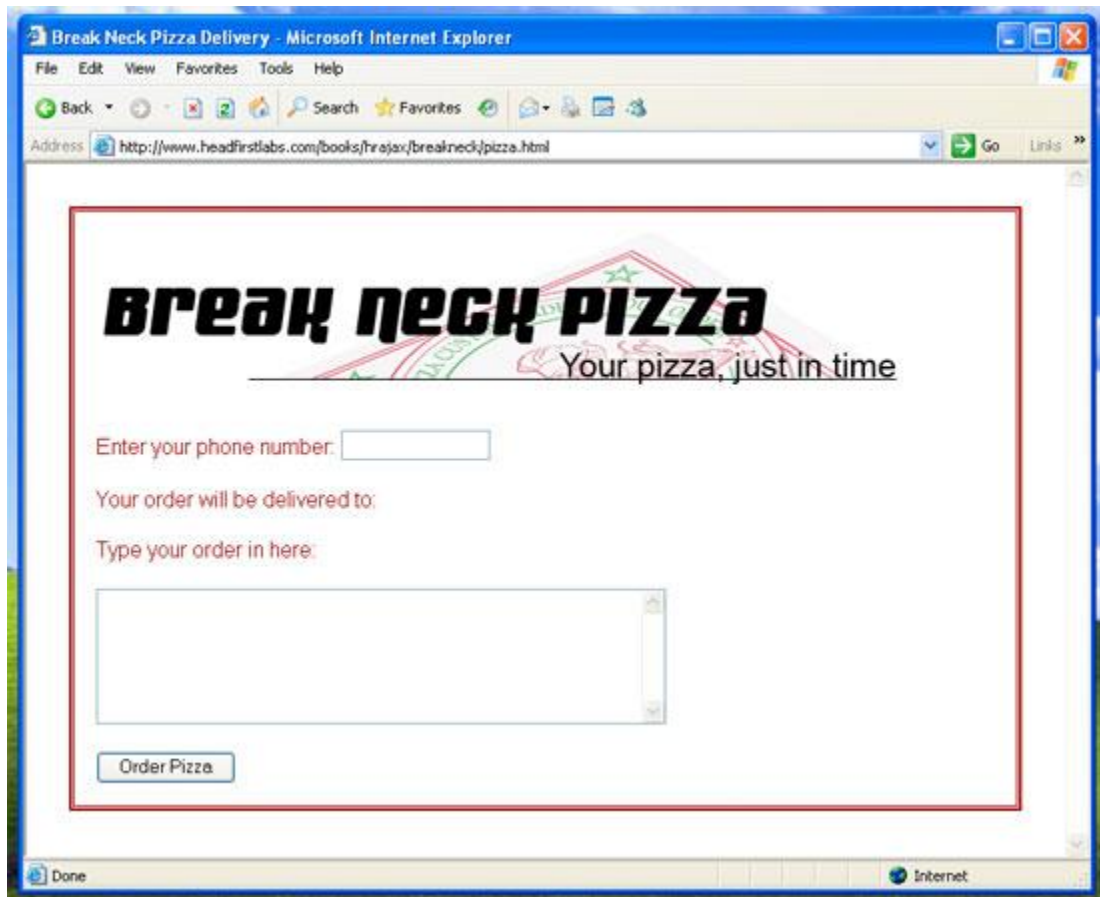 Break Neck Pizza Delivery - Microsoft Internet Explorer
File Edit View Favorites Tools Help
Back Search Favorites
Address http://www.headfirstlabs.com/books/hrajax/breakneck/pizza.html Go Links »
Break Neck Pizza
Your pizza, just in time
Enter your phone number:
Your order will be delivered to:
Type your order in here:
Order Pizza
Done Internet